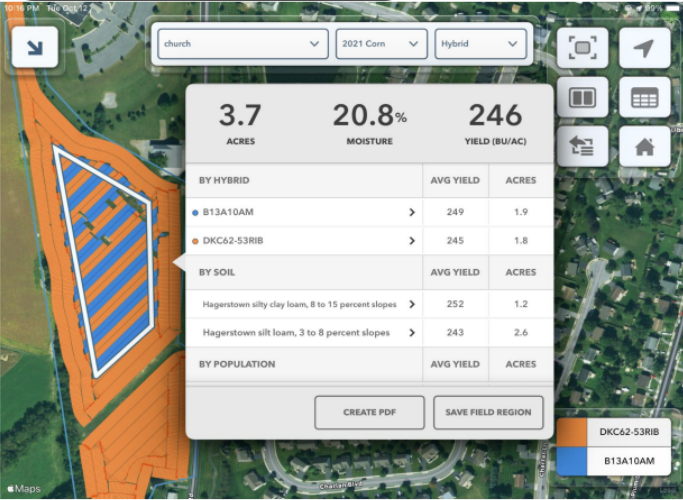 10:16 PM Tue Oct 12
church
2021 Corn
Hybrid
3.7
ACRES
20.8%
MOISTURE
246
YIELD (BU/AC)
BY HYBRID AVG YIELD ACRES
B13A10AM 249 1.9
DKC62-53RIB 245 1.8
BY SOIL AVG YIELD ACRES
Hagerstown silty clay loam, 8 to 15 percent slopes 252 1.2
Hagerstown silt loam, 3 to 8 percent slopes 243 2.6
BY POPULATION AVG YIELD ACRES
CREATE PDF
SAVE FIELD REGION
DKC62-53RIB
B13A10AM
Maps
Charlan Blvd